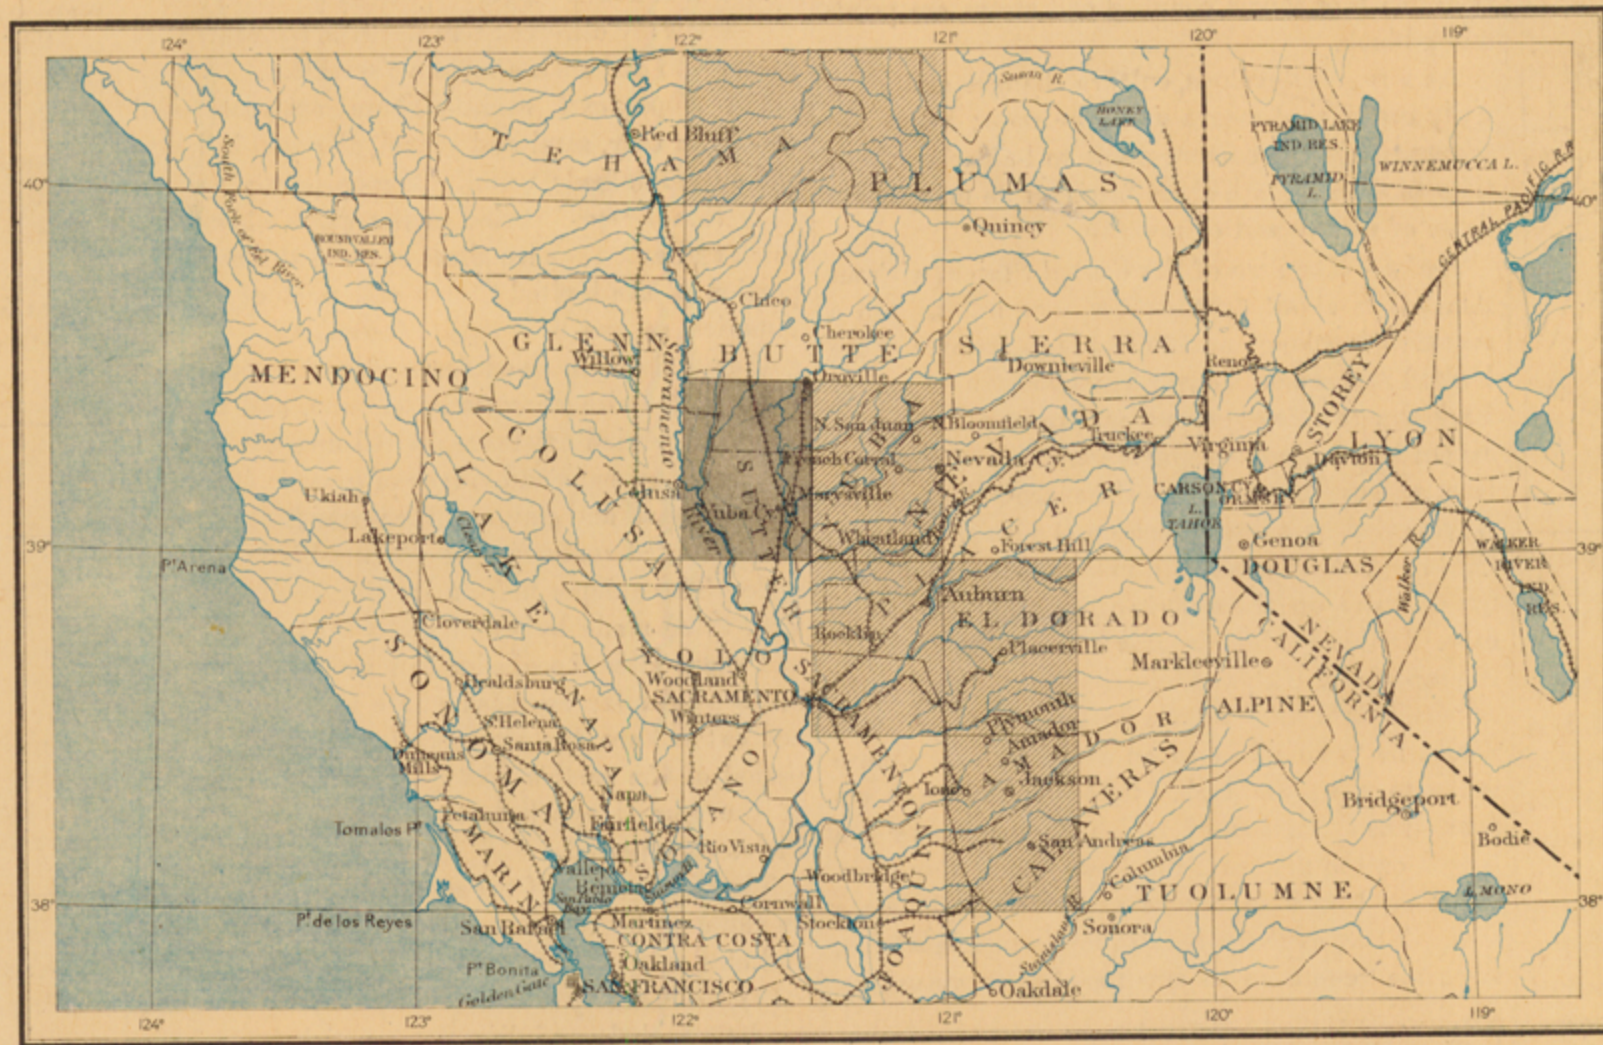 124°
123°
122°
121°
120°
119°
Susan R.
HONEY LAKE
PYRAMID LAKE
IND RES.
WINNEMUCCA L.
PYRAMID
L.
CENTRAL PACIFIC RR
Red Bluff
TEHAMA
PLUMAS
40°
40°
South Fork of Eel River
ROUND VALLEY
IND. RES.
Quincy
Chico
Cherokee
GLENN
BUTTE
SIERRA
Willow
Downieville
Reno
MENDOCINO
Oroville
Sacramento
River
STOREY
N. San Juan
N. Bloomfield
NEVADA
Truckee
Virginia
LYON
COLUSA
SUTTER
YUBA
French Corral
Nevada Cy.
Dayton
Ukiah
LAKE
Colusa
Marysville
PLACER
CARSON CY.
ORMSBY
L.
TAHOE
Yuba Cy.
Lakeport
Clear L.
Wheatland
Forest Hill
Genoa
39°
39°
WALKER
RIVER
IND.
RES.
Pt Arena
DOUGLAS
Walker R.
Auburn
EL DORADO
Cloverdale
Rocklin
NEVADA
CALIFORNIA
SONOMA
YOLO
Placerville
Markleeville
Healdsburg
NAPA
Woodland
SACRAMENTO
SACRAMENTO
ALPINE
St Helena
Winters
Plymouth
Amador
AMADOR
Santa Rosa
Duncans
Mills
Ione
Jackson
CALAVERAS
Napa
SOLANO
Bridgeport
Petaluma
Fairfield
Tomalos Pt
MARIN
Rio Vista
San Andreas
Bodie
Vallejo
Woodbridge
Columbia
Benicia
Suisun B.
San Pablo
Bay
TUOLUMNE
L. MONO
38°
38°
Cornwall
Pt de los Reyes
San Rafael
Martinez
Stockton
JOAQUIN
Sonora
CONTRA COSTA
Stanislaus R.
Pt Bonita
Oakland
Golden Gate
SAN FRANCISCO
Oakdale
124°
123°
122°
121°
120°
119°